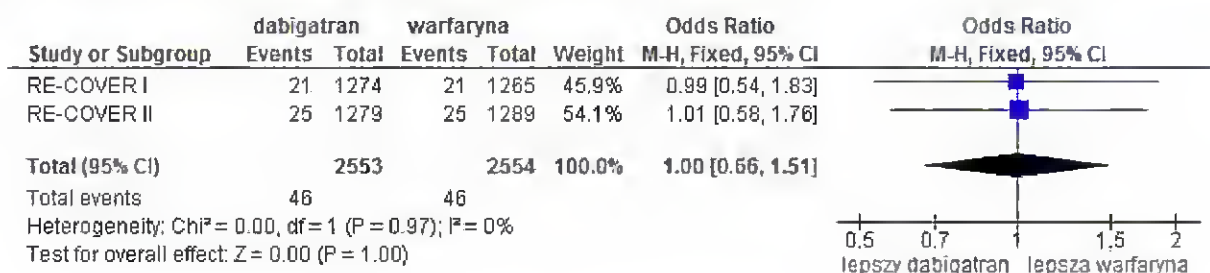 dabigatran warfaryna Odds Ratio Odds Ratio
Study or Subgroup Events Total Events Total Weight M-H, Fixed, 95% CI M-H, Fixed, 95% CI
RE-COVER I 21 1274 21 1265 45.9% 0.99 [0.54, 1.83]
RE-COVER II 25 1279 25 1289 54.1% 1.01 [0.58, 1.76]
Total (95% CI) 2553 2554 100.0% 1.00 [0.66, 1.51]
Total events 46 46
Heterogeneity: Chi² = 0.00, df = 1 (P = 0.97); I² = 0%
Test for overall effect: Z = 0.00 (P = 1.00)
0.5 0.7 1 1.5 2
lepszy dabigatran lepsza warfaryna